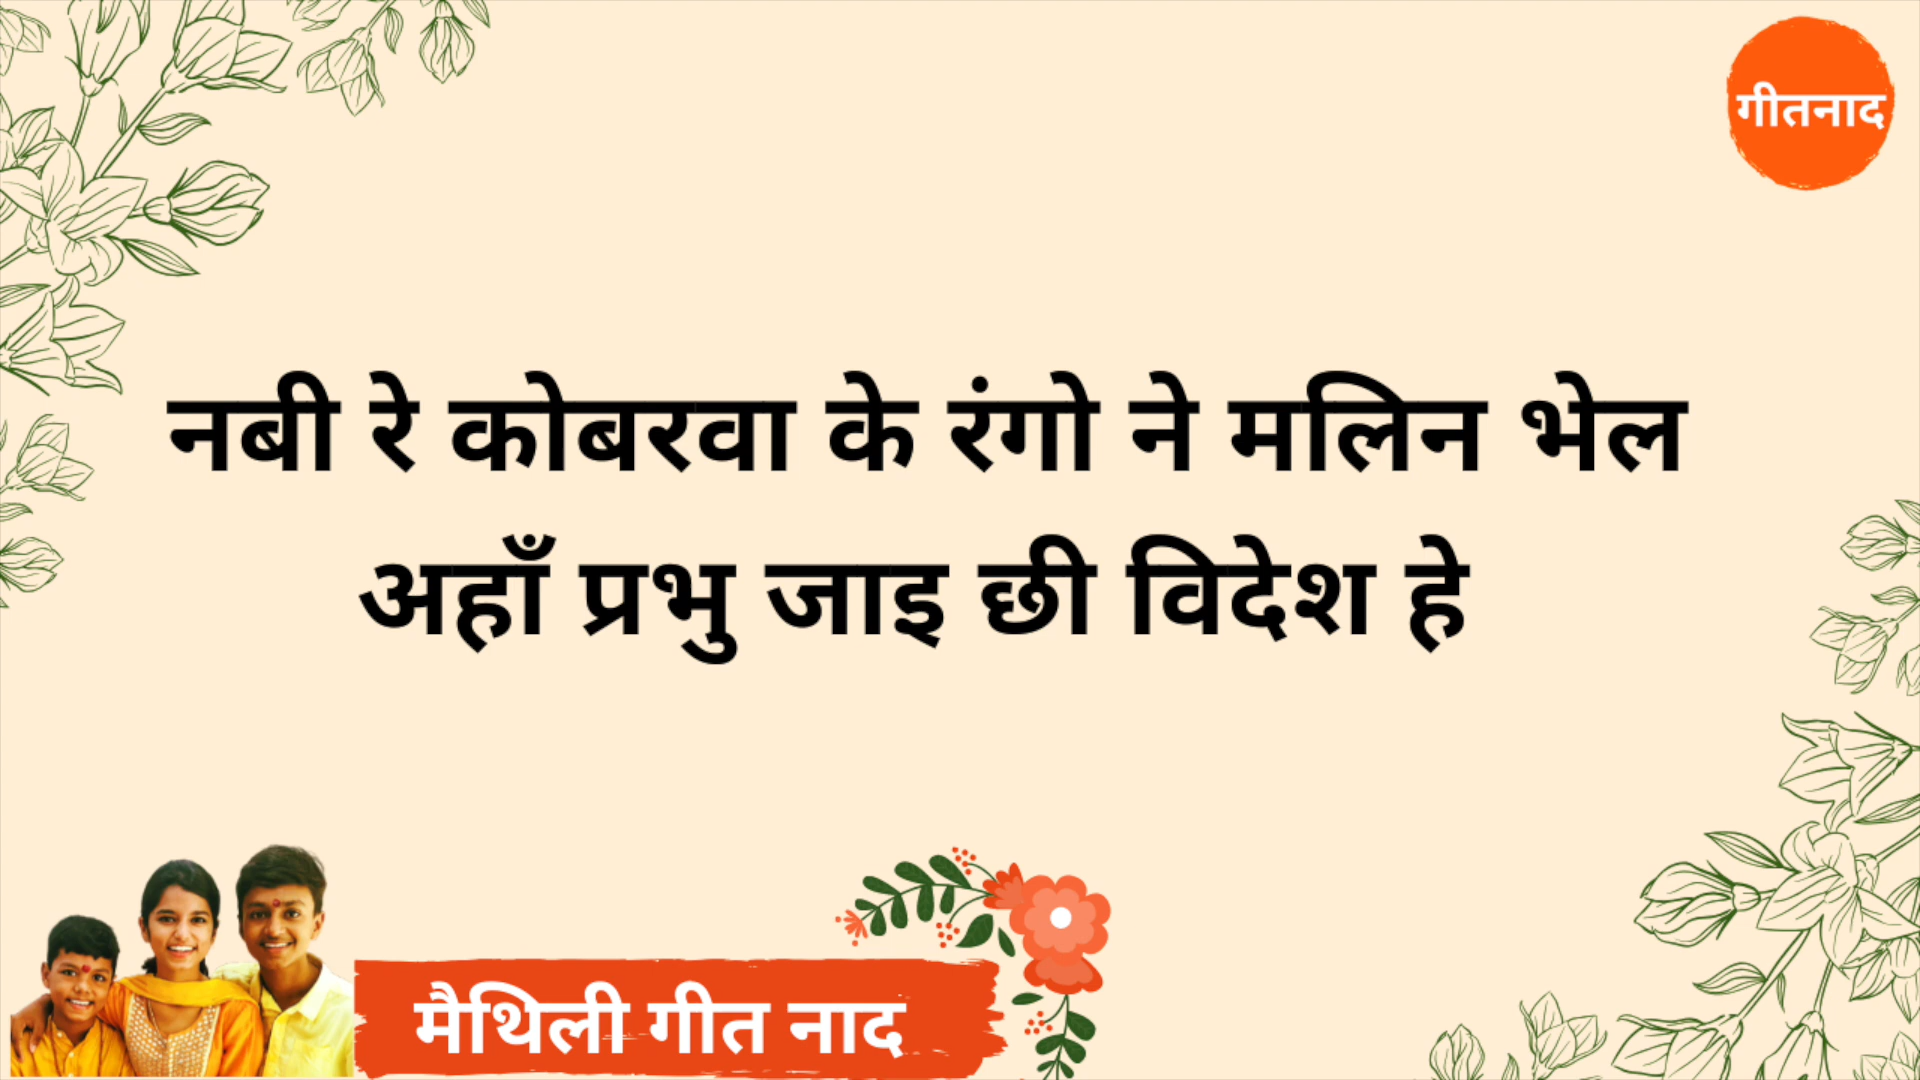 गीतनाद
नबी रे कोबरवा के रंगो ने मलिन भेल
अहाँ प्रभु जाइ छी विदेश हे
मैथिली गीत नाद